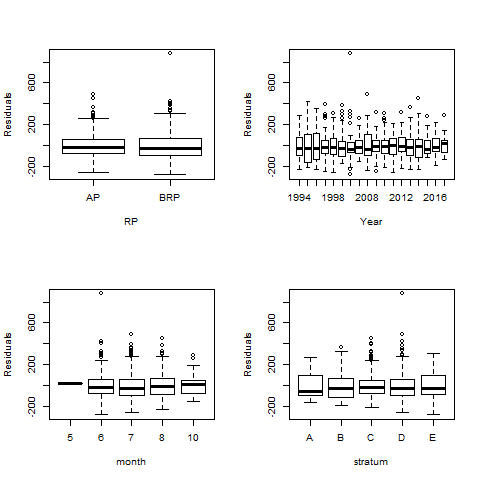 Residuals
-200 200 600
AP BRP
RP
Residuals
-200 200 600
1994 1998 2008 2012 2016
Year
Residuals
-200 200 600
5 6 7 8 10
month
Residuals
-200 200 600
A B C D E
stratum